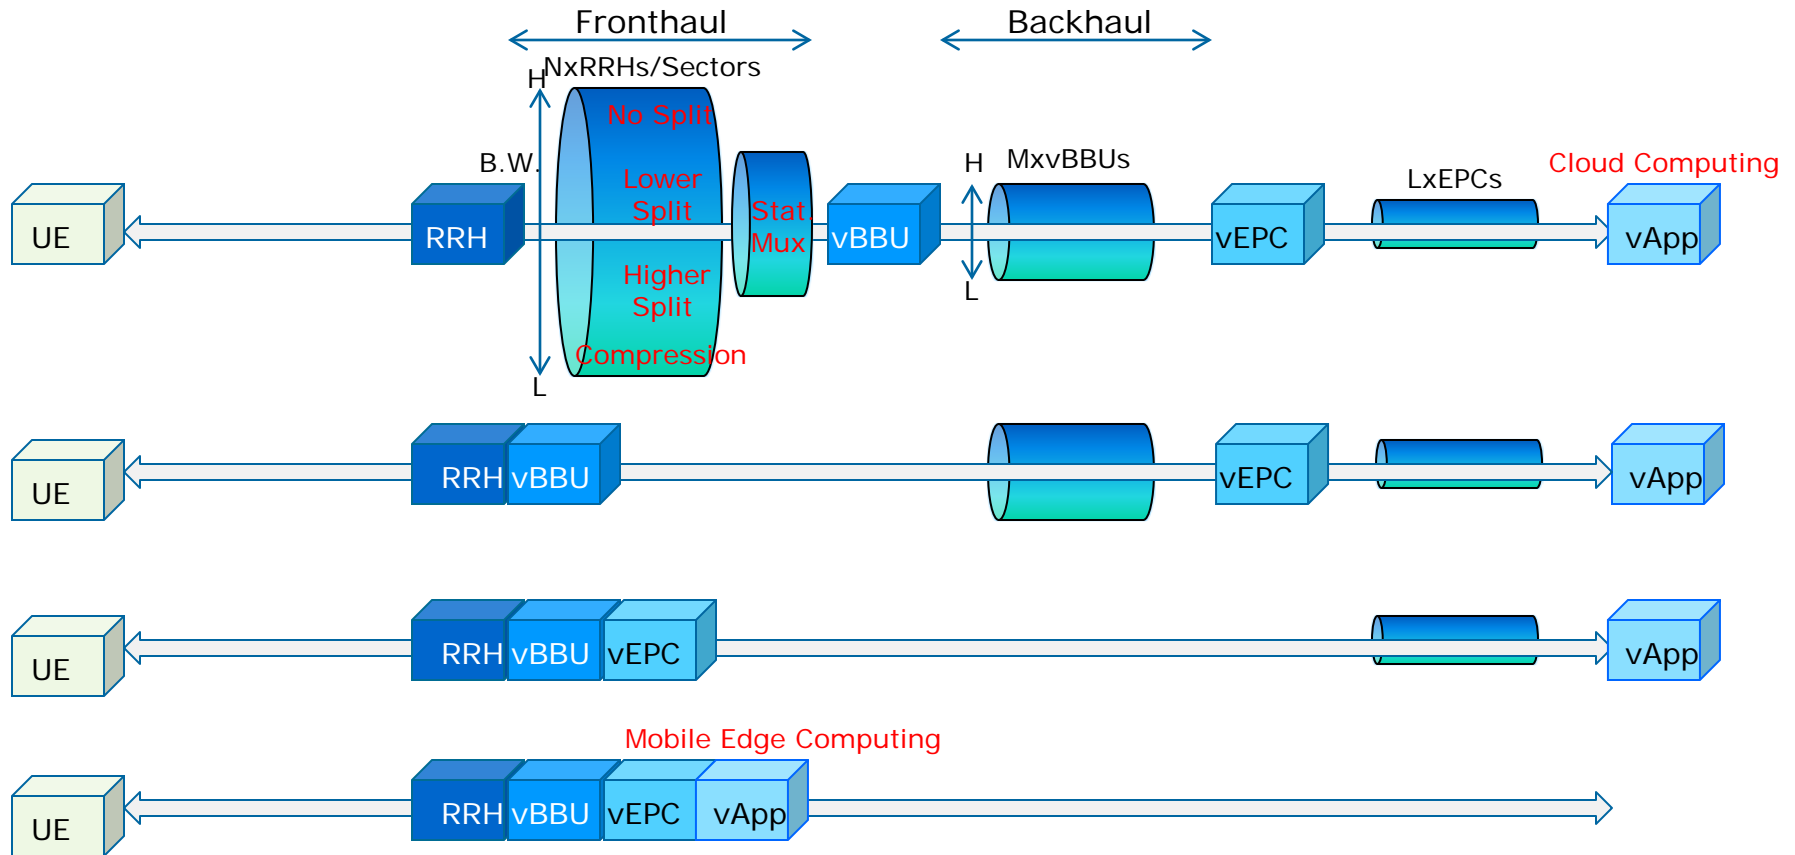 Fronthaul
Backhaul
NxRRHs/Sectors
H
No Split
B.W.
Lower
Split
Stat.
Mux
Higher
Split
Compression
L
UE
RRH
vBBU
H
MxvBBUs
L
vEPC
LxEPCs
Cloud Computing
vApp
UE
RRH
vBBU
vEPC
vApp
UE
RRH
vBBU
vEPC
vApp
Mobile Edge Computing
UE
RRH
vBBU
vEPC
vApp